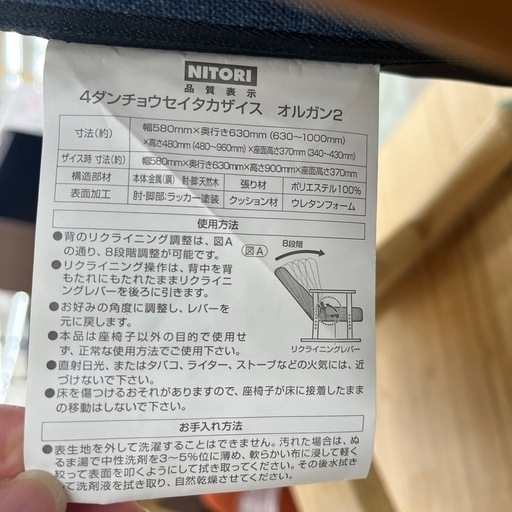 NITORI
品質表示
4ダンチョウセイタカザイス オルガン2
寸法(約) 幅580mm×奥行き630mm(630〜1000mm)
×高さ480mm(480〜960mm)×座面高さ370mm(340〜430mm)
ザイス時 寸法(約) 幅580mm×奥行き630mm×高さ900mm×座面高さ370mm
構造部材 本体:金属(鋼) 肘・脚:天然木 張り材 ポリエステル100%
表面加工 肘・脚部:ラッカー塗装 クッション材 ウレタンフォーム
使用方法
●背のリクライニング調整は、図A
の通り、8段階調整が可能です。
●リクライニング操作は、背中を背
もたれにもたれたままリクライニ
ングレバーを後ろに引きます。
●お好みの角度に調整し、レバーを
元に戻します。
図A
8段階
リクライニングレバー
●本品は座椅子以外の目的で使用せ
ず、正常な使用方法でご使用下さい。
●直射日光、またはタバコ、ライター、ストーブなどの火気には、近
づけないで下さい。
●床を傷つけるおそれがありますので、座椅子が床に接着したまま
の移動はしないで下さい。
お手入れ方法
●表生地を外して洗濯することはできません。汚れた場合は、ぬ
るま湯で中性洗剤を3〜5%位に薄め、軟らかい布に浸して軽く
絞って表面を叩くようにして拭き取ってください。その後水拭き
して洗剤液を拭き取り、自然乾燥させてください。